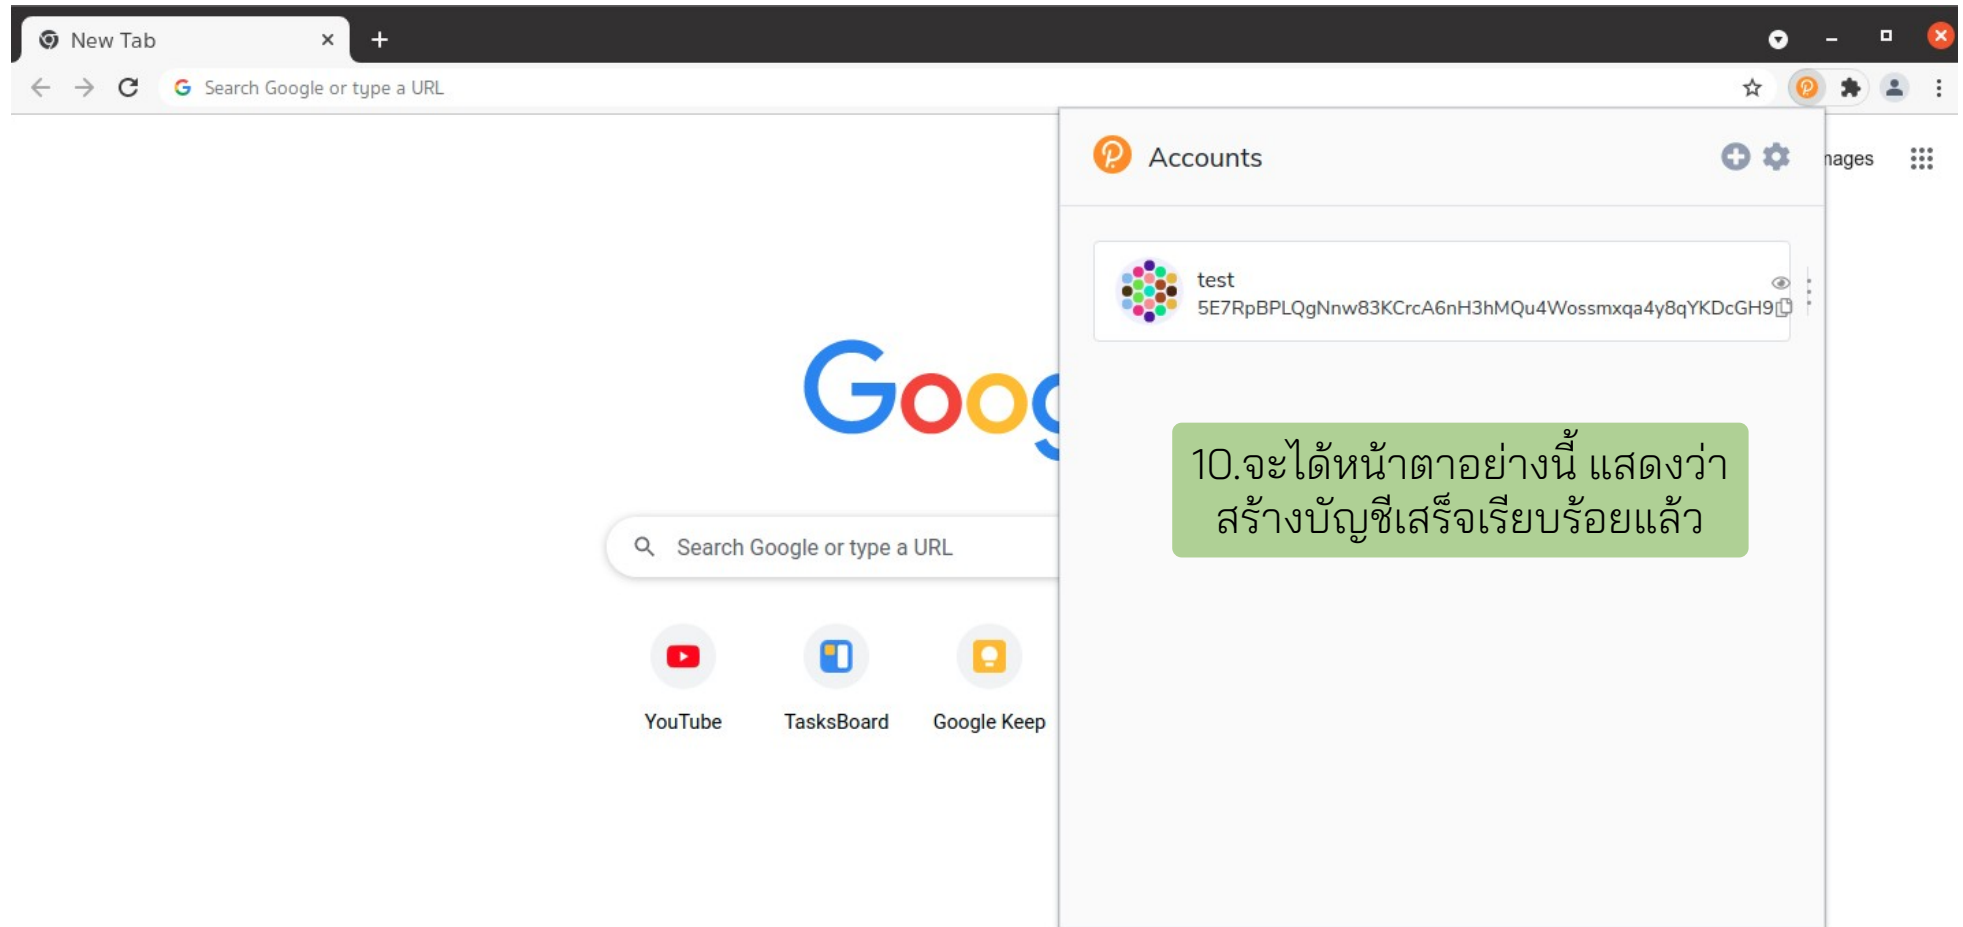 New Tab
Search Google or type a URL
Accounts
nages
test
5E7RpBPLQgNnw83KCrcA6nH3hMQu4Wossmxqa4y8qYKDcGH9
Goog
10.จะได้หน้าตาอย่างนี้ แสดงว่า
สร้างบัญชีเสร็จเรียบร้อยแล้ว
Search Google or type a URL
YouTube TasksBoard Google Keep